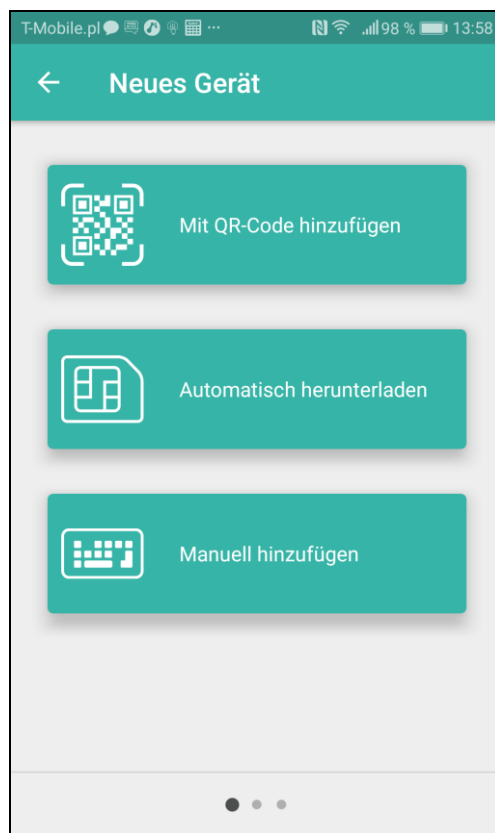 T-Mobile.pl ... 98 % 13:58
Neues Gerät
Mit QR-Code hinzufügen
Automatisch herunterladen
Manuell hinzufügen